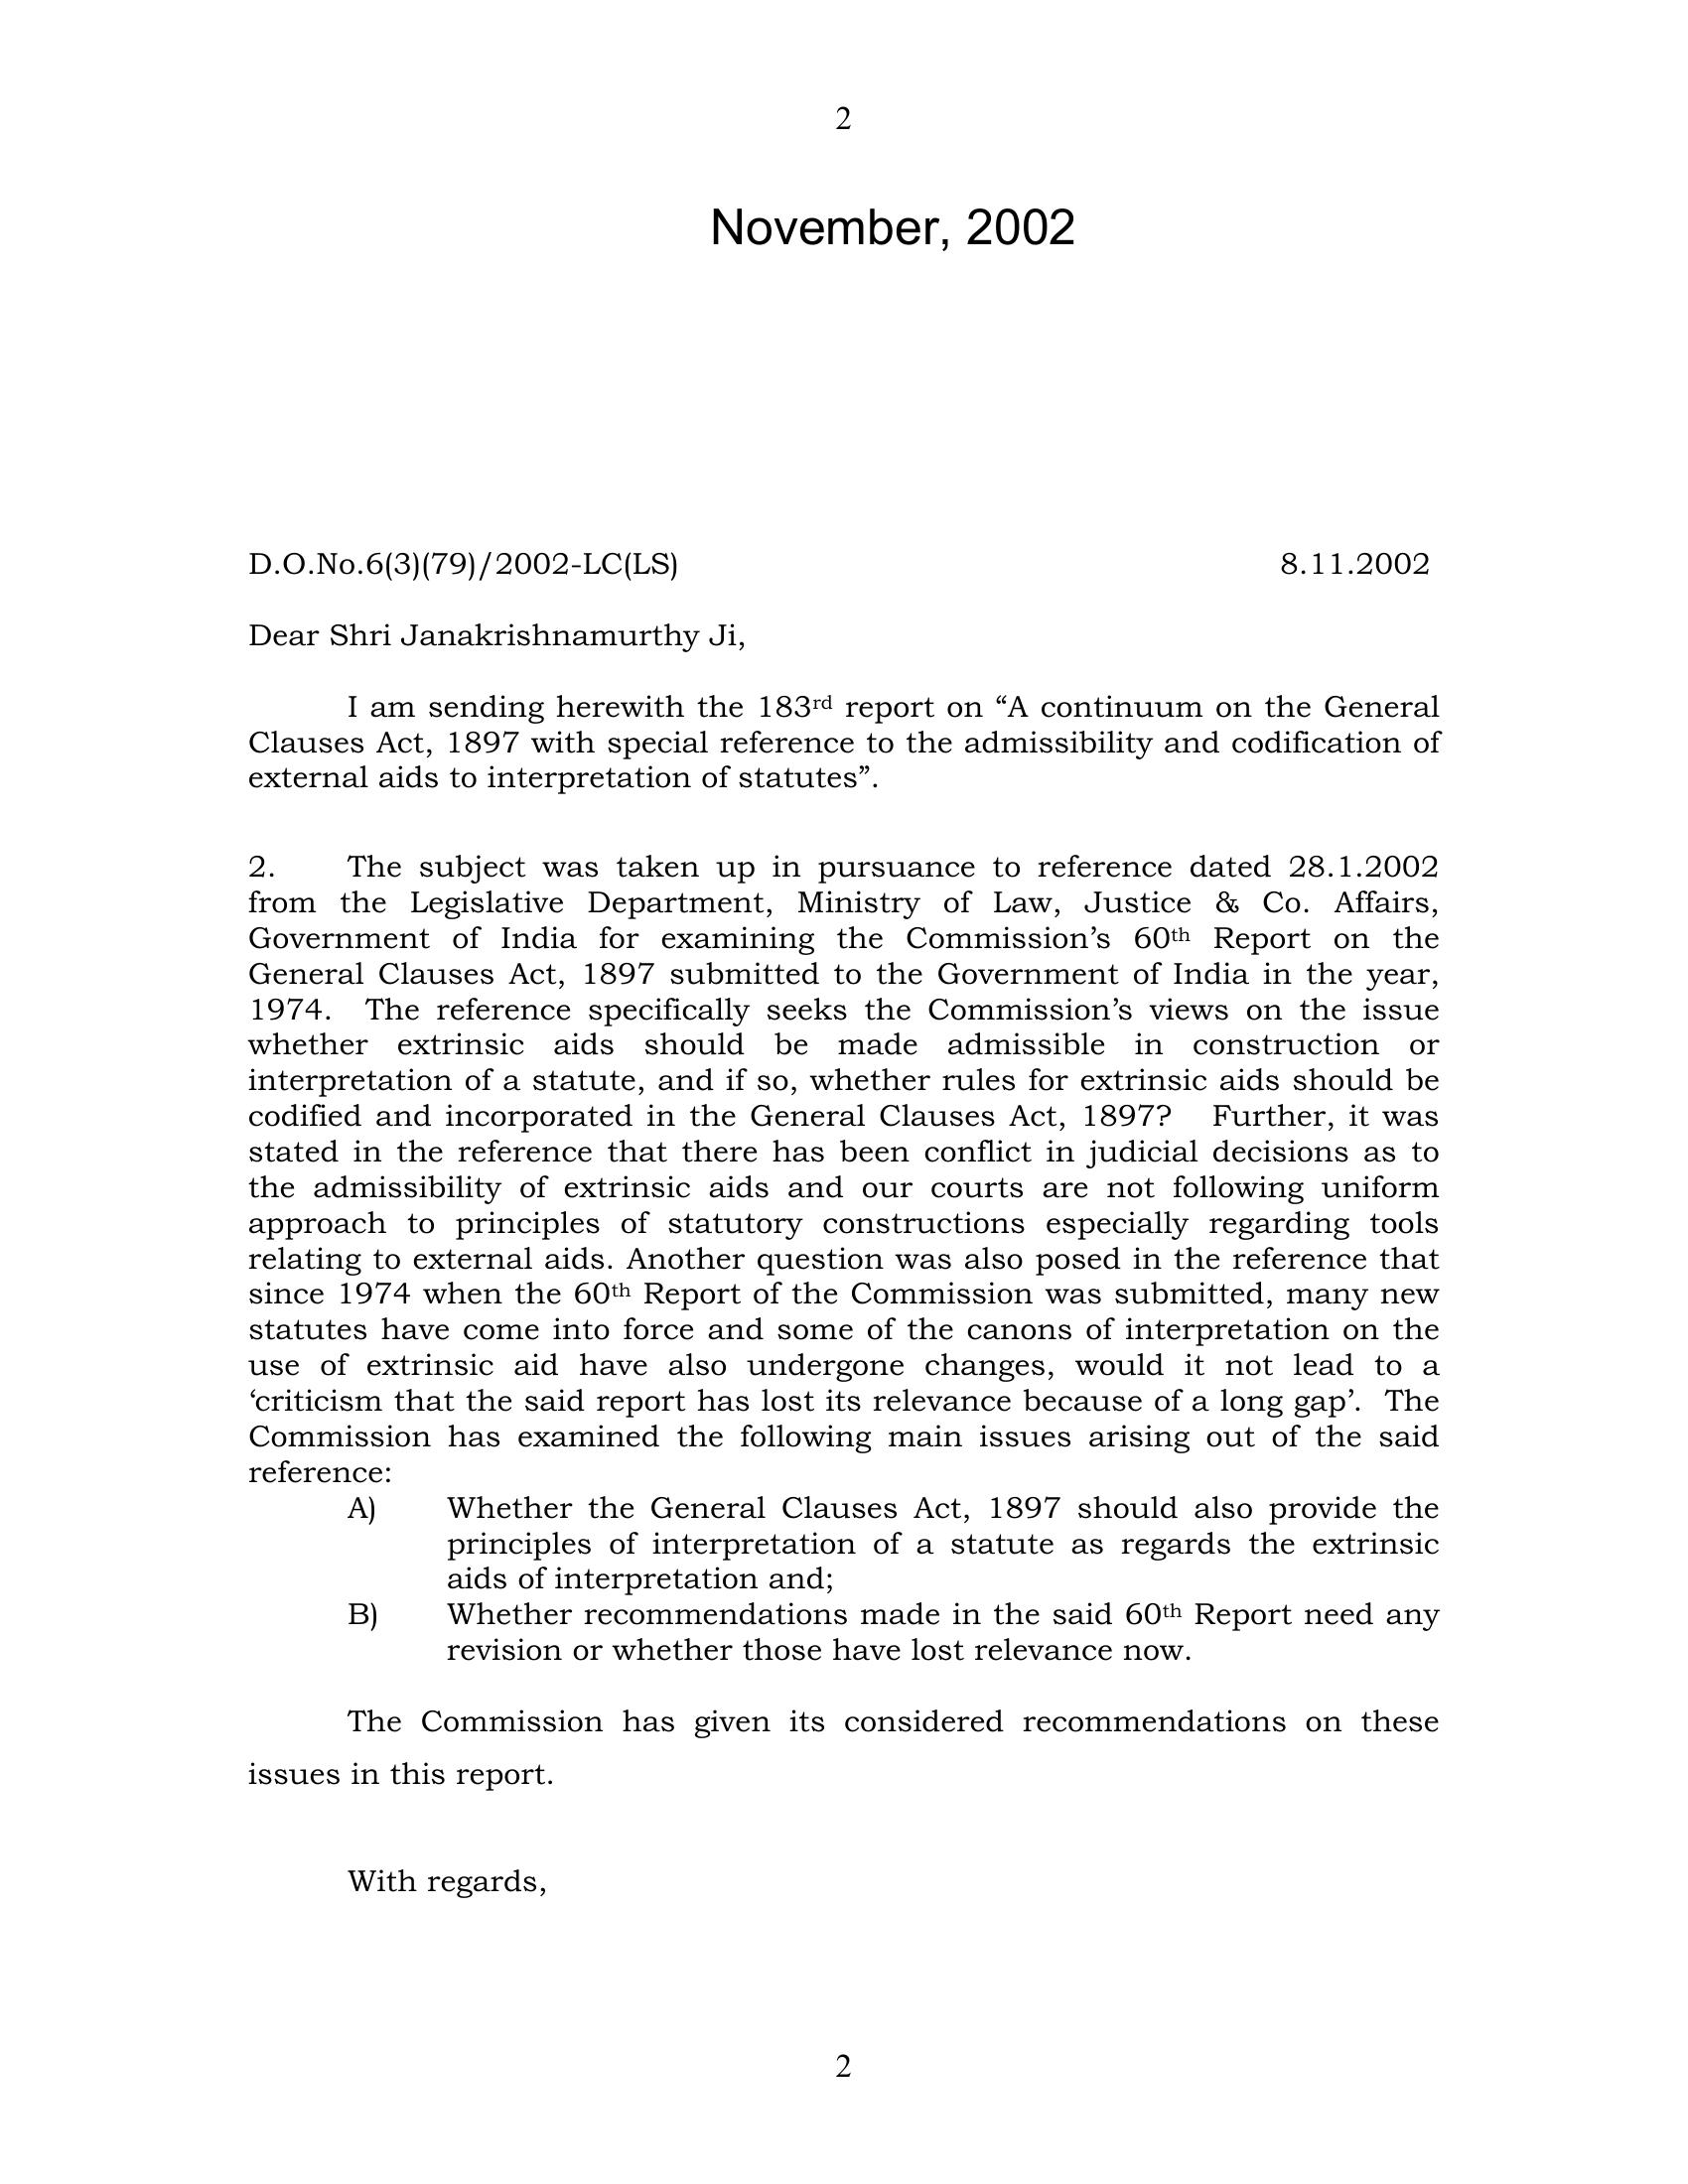 2
November, 2002
D.O.No.6(3)(79)/2002-LC(LS) 8.11.2002
Dear Shri Janakrishnamurthy Ji,
I am sending herewith the 183rd report on “A continuum on the General
Clauses Act, 1897 with special reference to the admissibility and codification of
external aids to interpretation of statutes”.
2. The subject was taken up in pursuance to reference dated 28.1.2002
from the Legislative Department, Ministry of Law, Justice & Co. Affairs,
Government of India for examining the Commission’s 60th Report on the
General Clauses Act, 1897 submitted to the Government of India in the year,
1974. The reference specifically seeks the Commission’s views on the issue
whether extrinsic aids should be made admissible in construction or
interpretation of a statute, and if so, whether rules for extrinsic aids should be
codified and incorporated in the General Clauses Act, 1897? Further, it was
stated in the reference that there has been conflict in judicial decisions as to
the admissibility of extrinsic aids and our courts are not following uniform
approach to principles of statutory constructions especially regarding tools
relating to external aids. Another question was also posed in the reference that
since 1974 when the 60th Report of the Commission was submitted, many new
statutes have come into force and some of the canons of interpretation on the
use of extrinsic aid have also undergone changes, would it not lead to a
‘criticism that the said report has lost its relevance because of a long gap’. The
Commission has examined the following main issues arising out of the said
reference:
A) Whether the General Clauses Act, 1897 should also provide the
principles of interpretation of a statute as regards the extrinsic
aids of interpretation and;
B) Whether recommendations made in the said 60th Report need any
revision or whether those have lost relevance now.
The Commission has given its considered recommendations on these
issues in this report.
With regards,
2